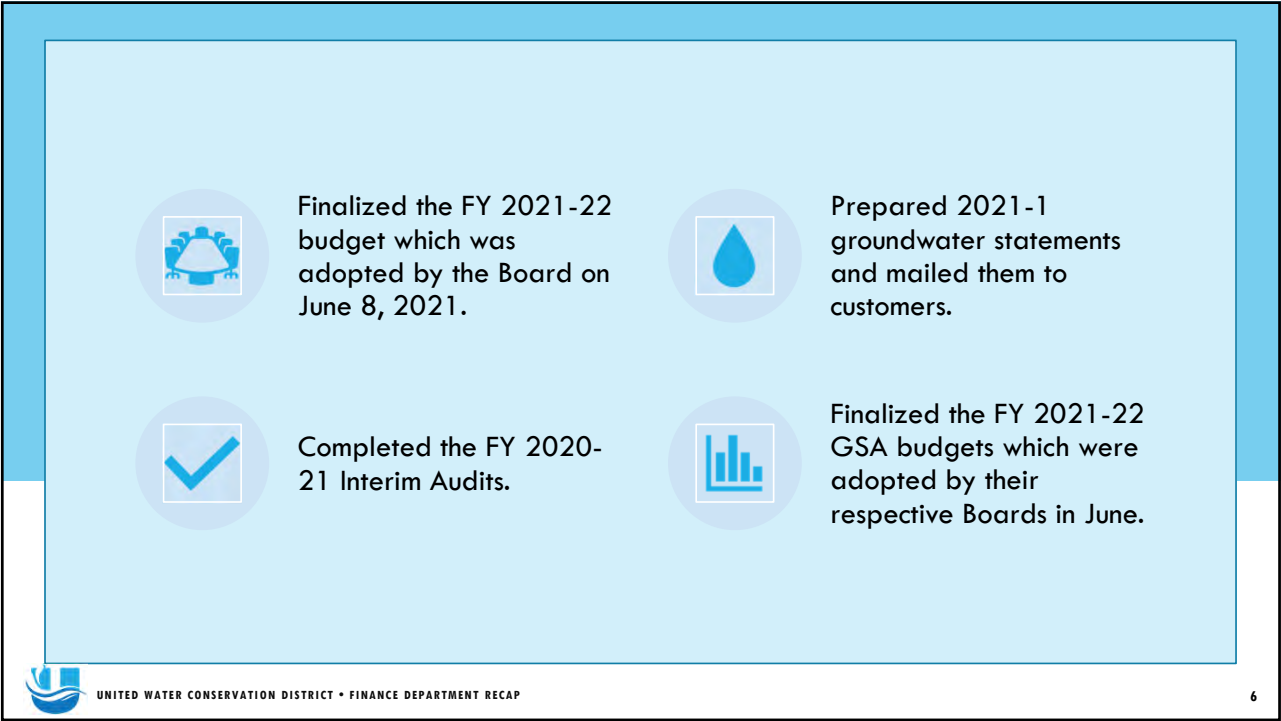 Finalized the FY 2021-22
budget which was
adopted by the Board on
June 8, 2021.
Prepared 2021-1
groundwater statements
and mailed them to
customers.
Completed the FY 2020-
21 Interim Audits.
Finalized the FY 2021-22
GSA budgets which were
adopted by their
respective Boards in June.
UNITED WATER CONSERVATION DISTRICT • FINANCE DEPARTMENT RECAP
6